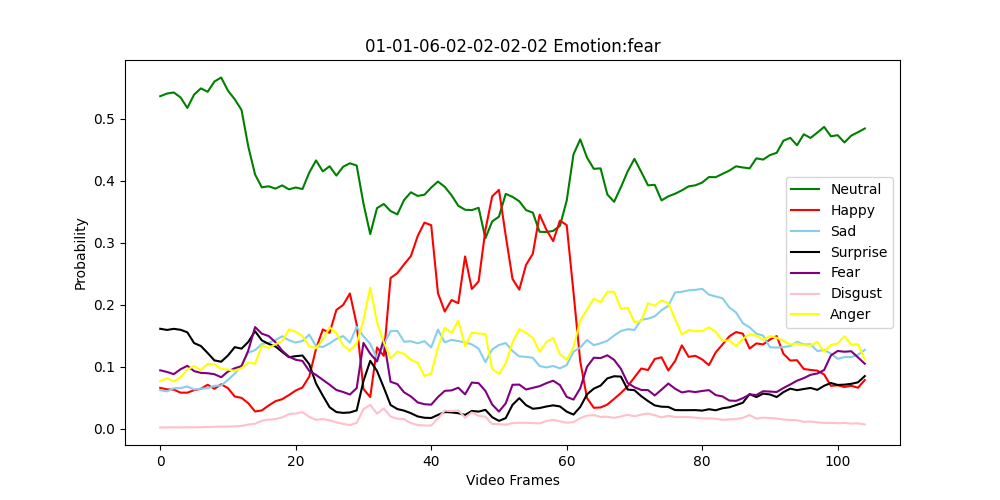 01-01-06-02-02-02-02 Emotion:fear
Probability
0.5
0.4
0.3
0.2
0.1
0.0
0 20 40 60 80 100
Video Frames
Neutral
Happy
Sad
Surprise
Fear
Disgust
Anger